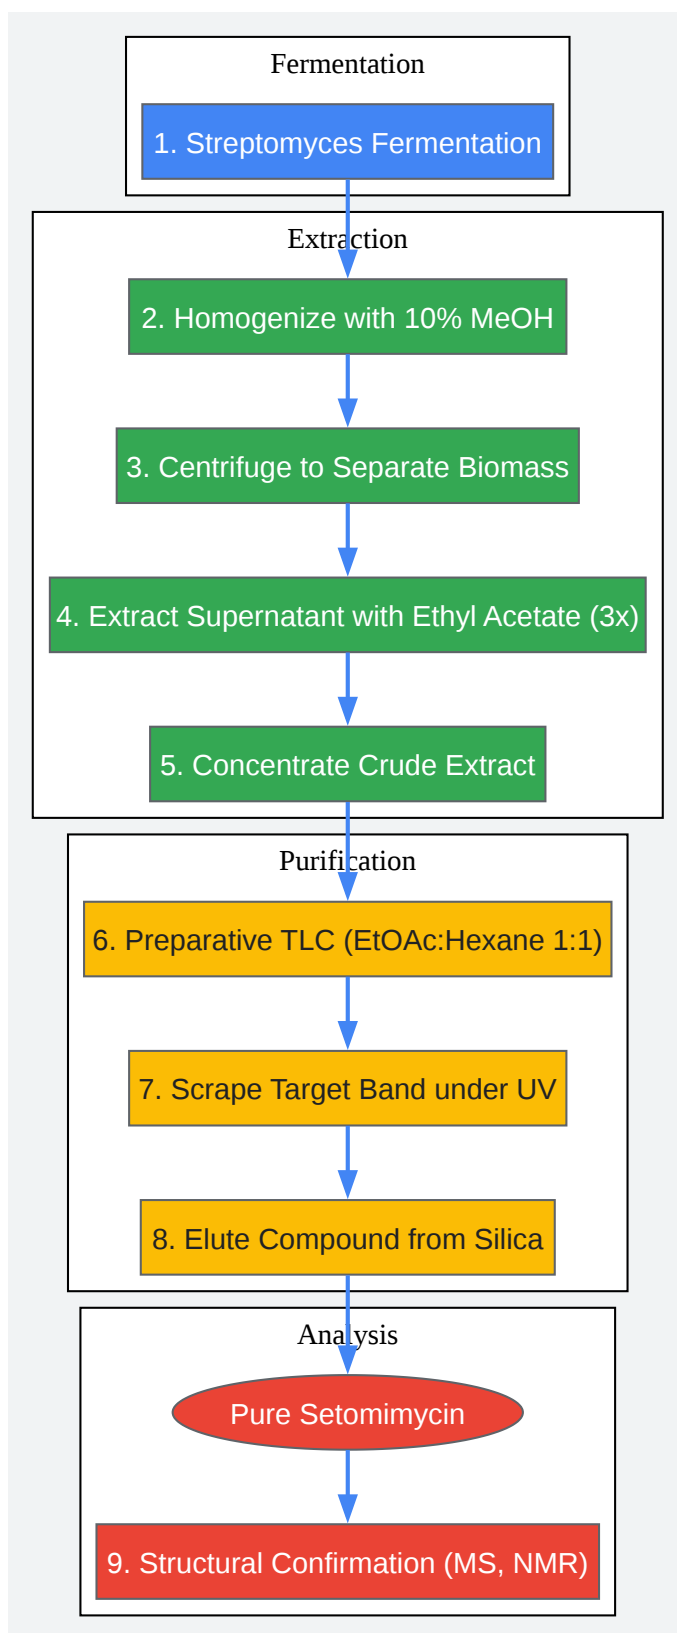 Fermentation
1. Streptomyces Fermentation
Extraction
2. Homogenize with 10% MeOH
3. Centrifuge to Separate Biomass
4. Extract Supernatant with Ethyl Acetate (3x)
5. Concentrate Crude Extract
Purification
6. Preparative TLC (EtOAc:Hexane 1:1)
7. Scrape Target Band under UV
8. Elute Compound from Silica
Analysis
Pure Setomimycin
9. Structural Confirmation (MS, NMR)